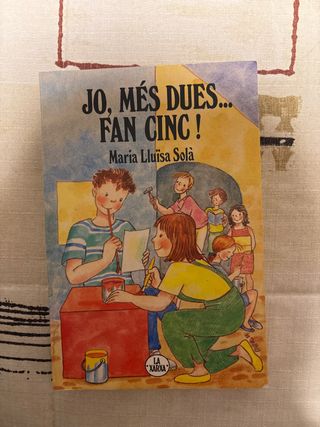 JO, MÉS DUES...
FAN CINC!
Maria Lluïsa Solà
LA
XARXA